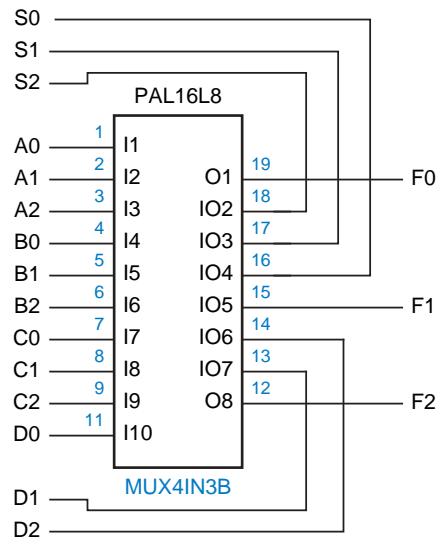 S0
S1
S2
PAL16L8
A0 1 I1
A1 2 I2 O1 19 F0
A2 3 I3 IO2 18
B0 4 I4 IO3 17
B1 5 I5 IO4 16
B2 6 I6 IO5 15 F1
C0 7 I7 IO6 14
C1 8 I8 IO7 13
C2 9 I9 O8 12 F2
D0 11 I10
MUX4IN3B
D1
D2